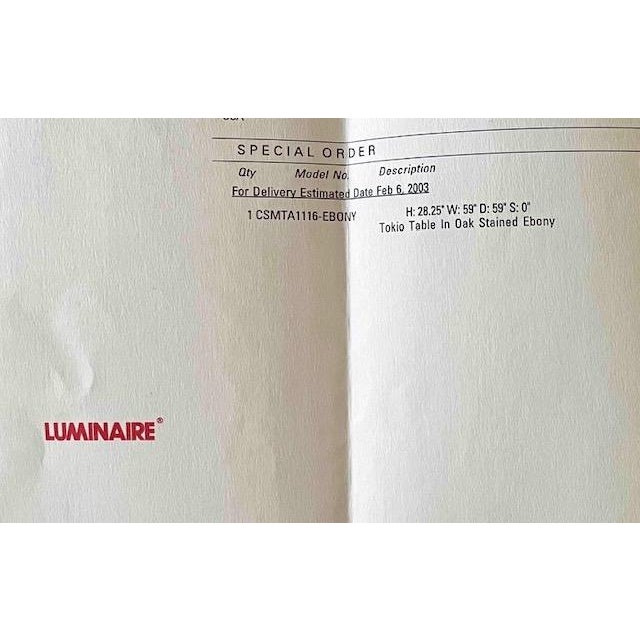 SPECIAL ORDER
Qty Model No. Description
For Delivery Estimated Date Feb 6, 2003
1 CSMTA1116-EBONY H: 28.25" W: 59" D: 59" S: 0"
Tokio Table In Oak Stained Ebony
LUMINAIRE®